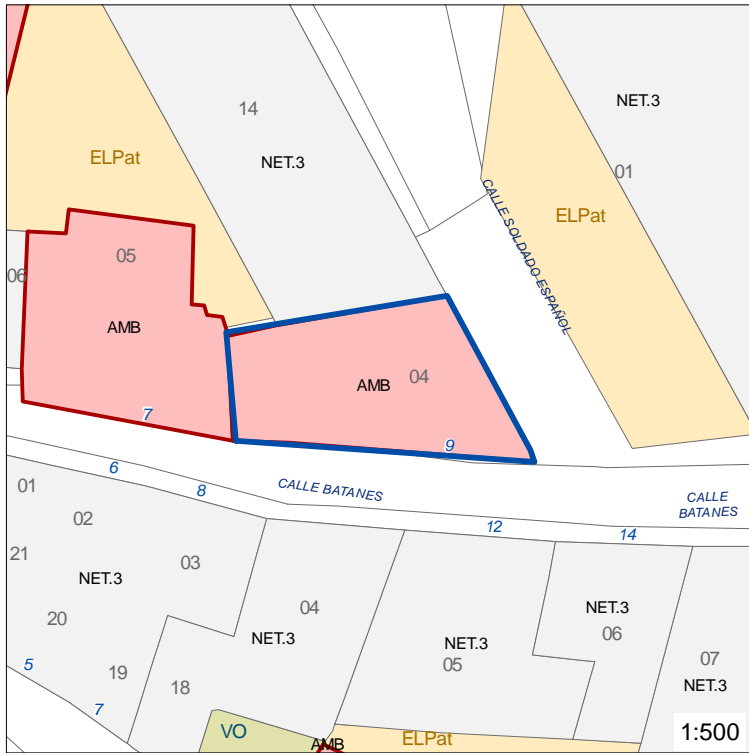 14
NET.3
NET.3
01
ELPat
ELPat
CALLE SOLDADO ESPAÑOL
05
06
AMB
AMB
04
7
9
6
8
CALLE BATANES
12
14
CALLE
BATANES
01
02
21
03
NET.3
20
04
NET.3
NET.3
05
NET.3
06
07
NET.3
5
19
18
7
VO
AMB
ELPat
1:500